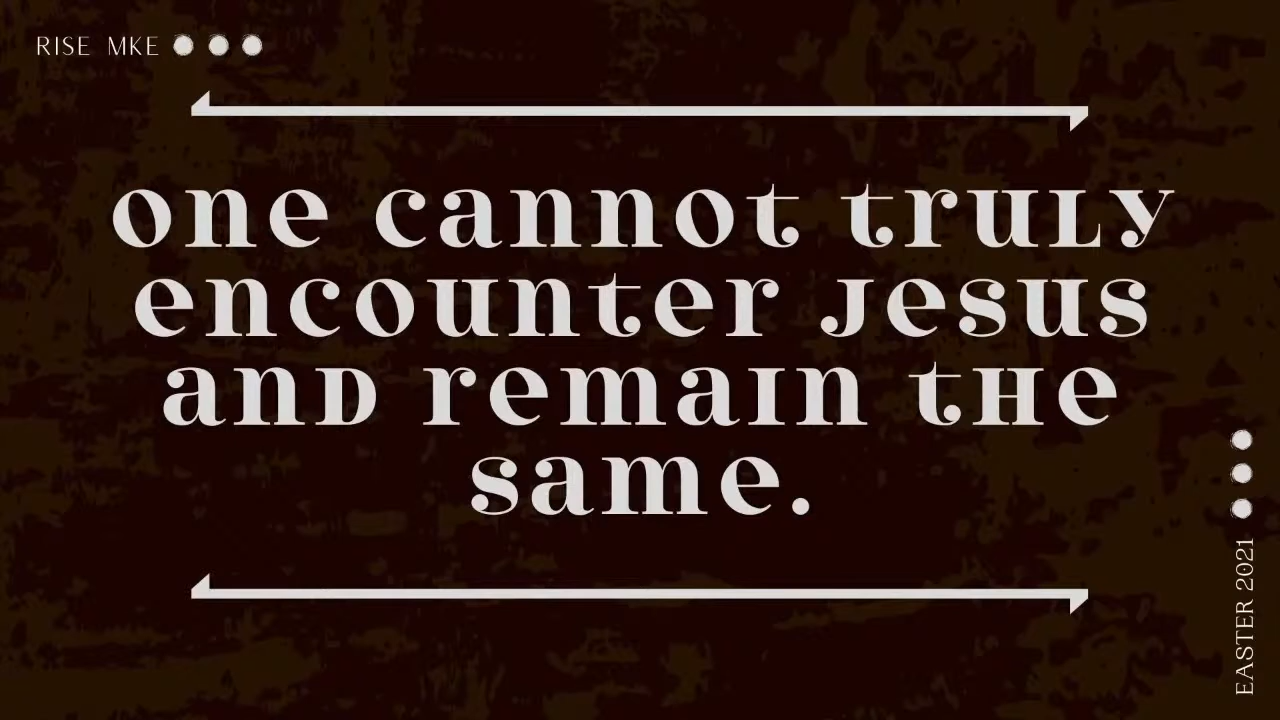 RISE MKE
one cannot truly
encounter Jesus
and remain the
same.
EASTER 2021